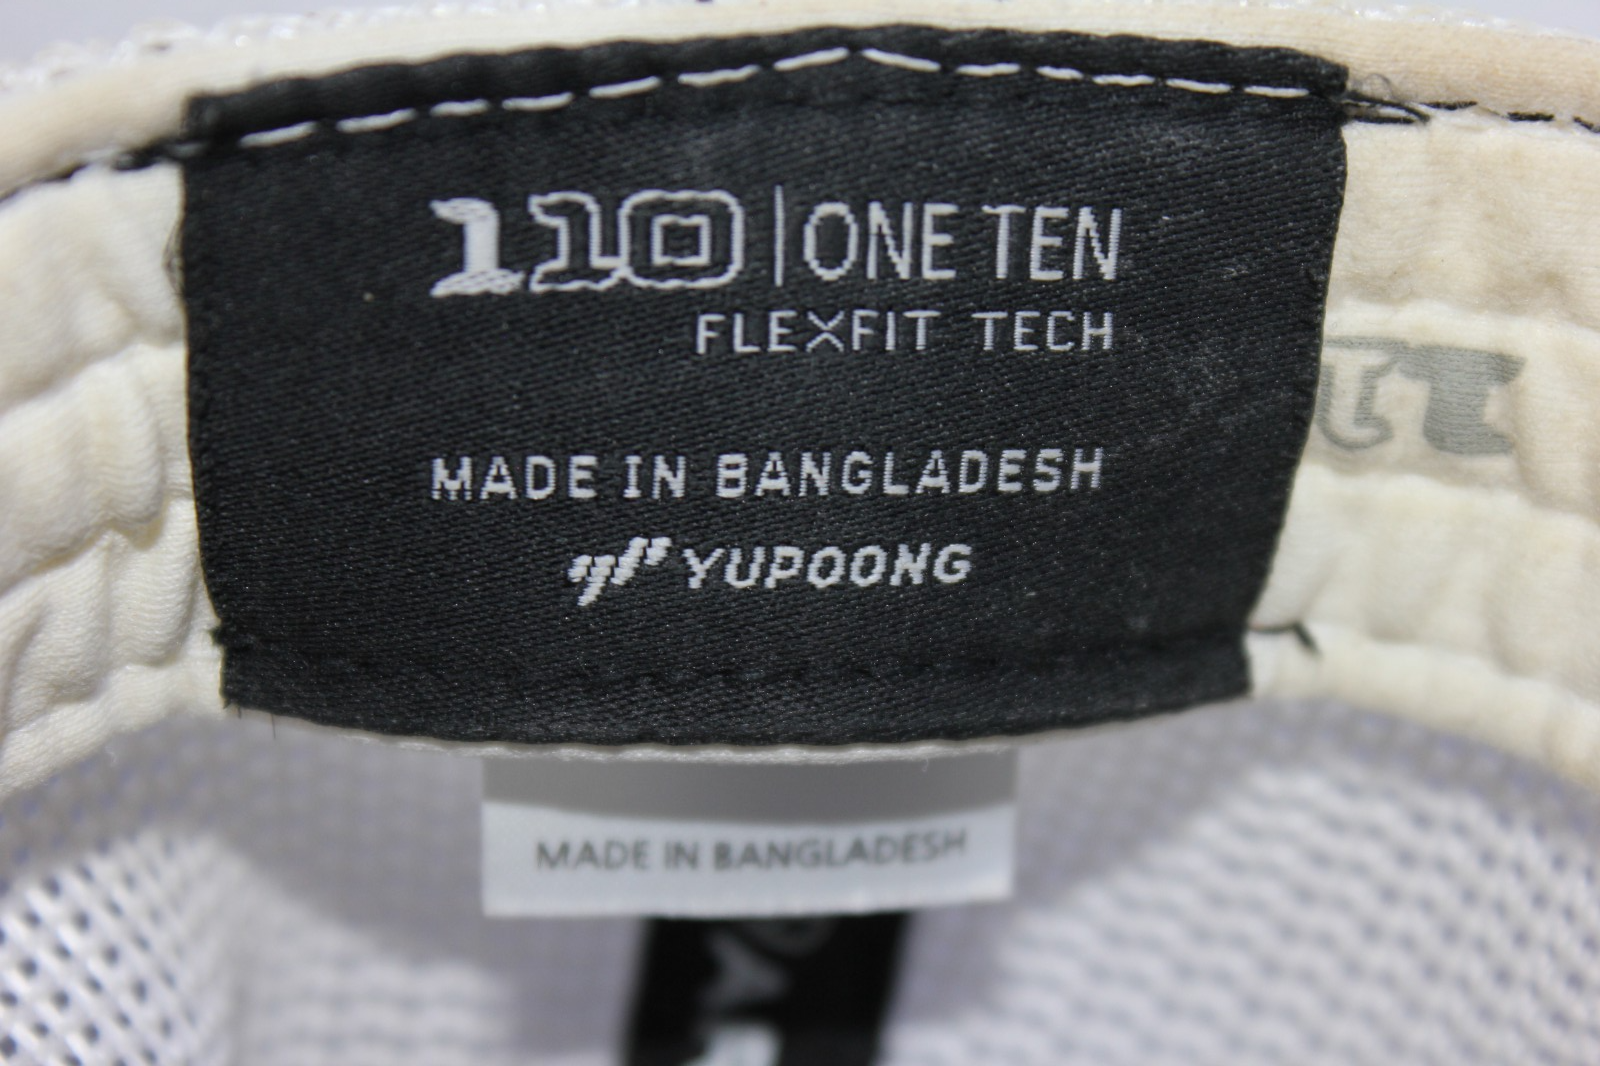 110 | ONE TEN
FLEXFIT TECH
MADE IN BANGLADESH
YUPOONG
MADE IN BANGLADESH